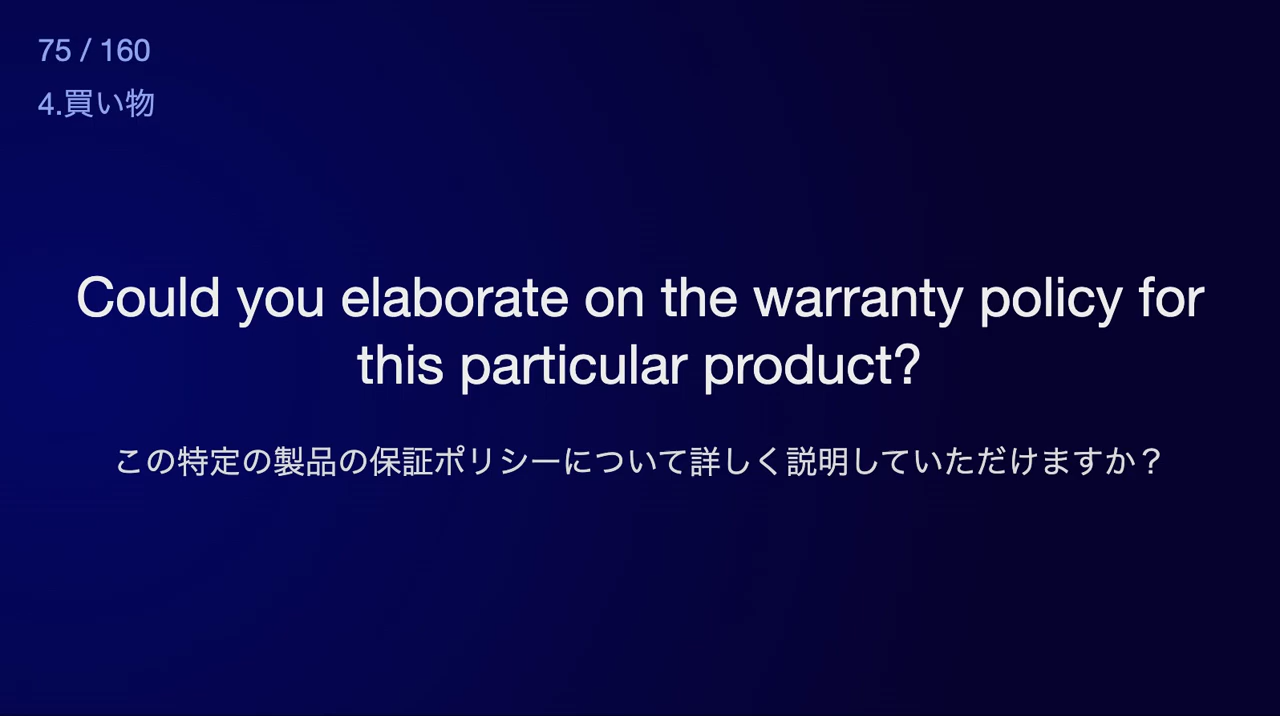 75 / 160
4.買い物
Could you elaborate on the warranty policy for
this particular product?
この特定の製品の保証ポリシーについて詳しく説明していただけますか？